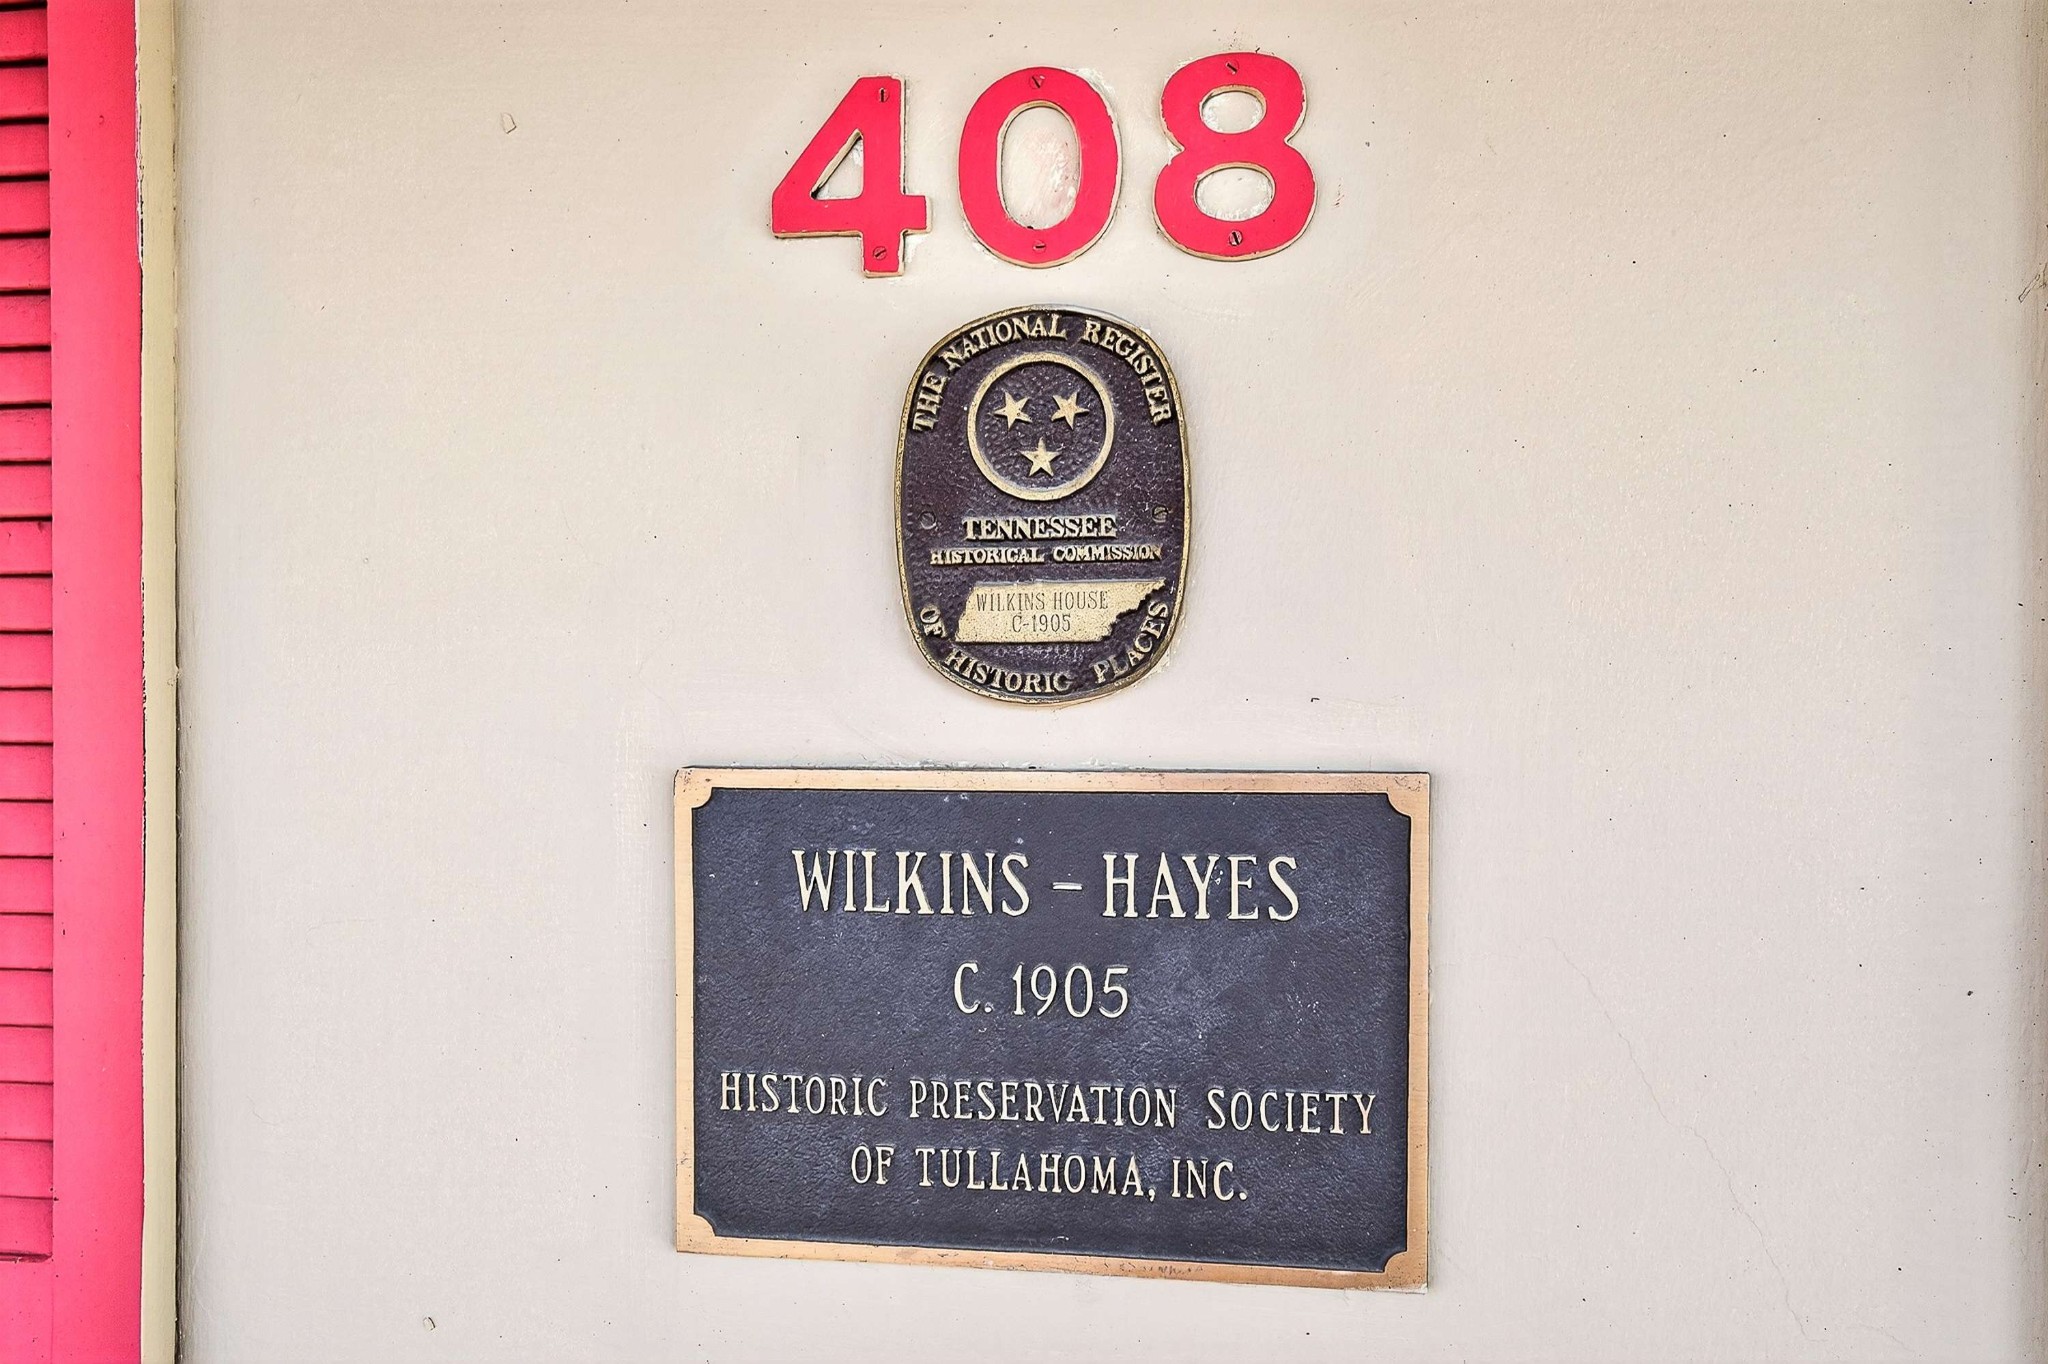 408
THE NATIONAL REGISTER
TENNESSEE
HISTORICAL COMMISSION
WILKINS HOUSE
C-1905
OF HISTORIC PLACES
WILKINS - HAYES
C. 1905
HISTORIC PRESERVATION SOCIETY
OF TULLAHOMA, INC.